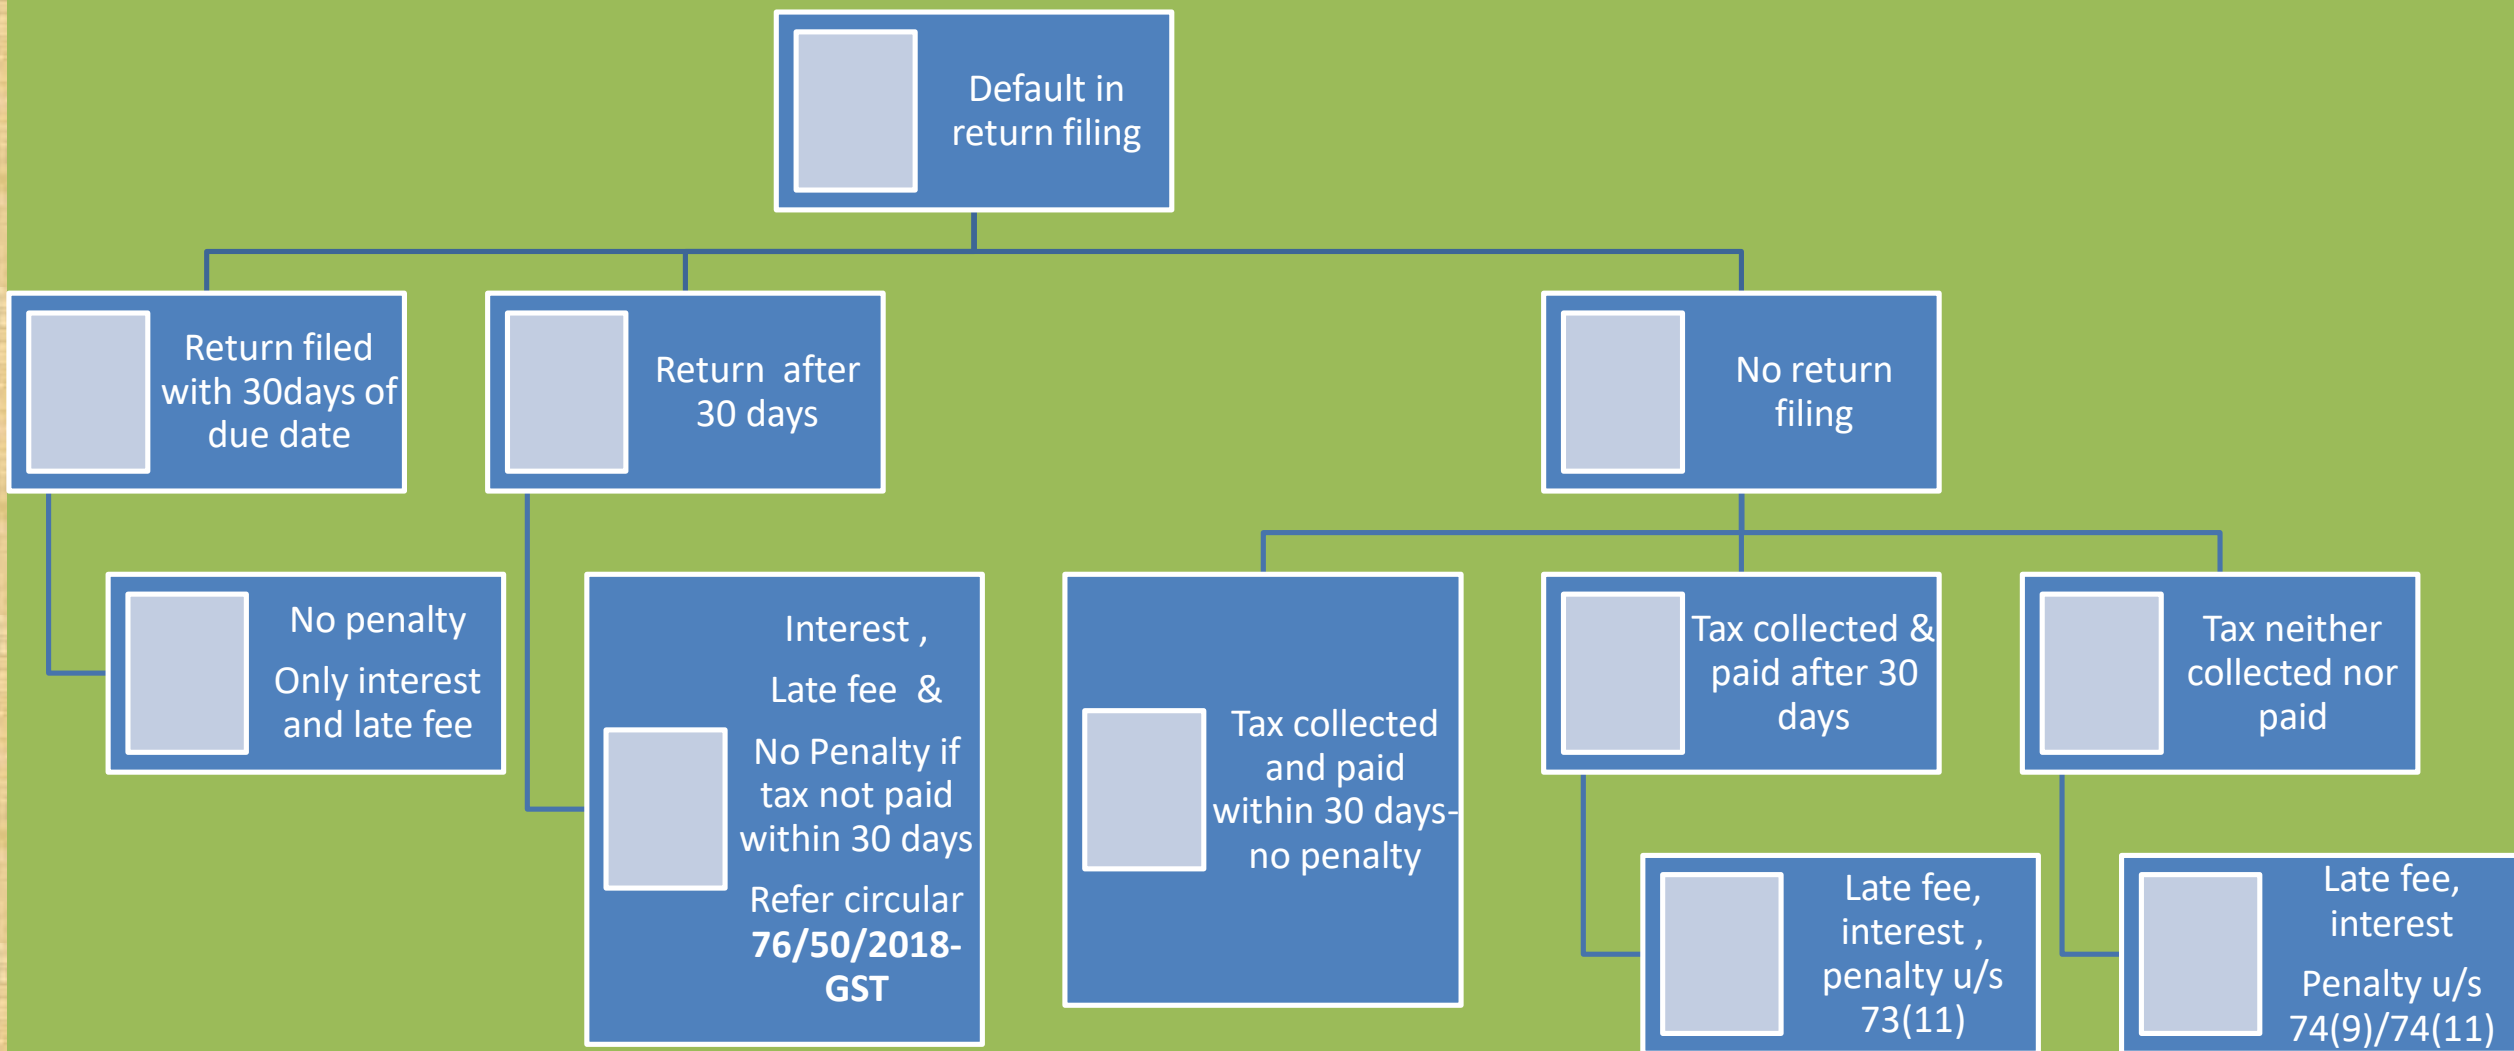 Default in
return filing
Return filed
with 30days of
due date
Return  after
30 days
No return
filing
No penalty
Only interest
and late fee
Interest ,
Late fee  &
No Penalty if
tax not paid
within 30 days
Refer circular
76/50/2018-
GST
Tax collected
and paid
within 30 days-
no penalty
Tax collected &
paid after 30
days
Tax neither
collected nor
paid
Late fee,
interest ,
penalty u/s
73(11)
Late fee,
interest
Penalty u/s
74(9)/74(11)